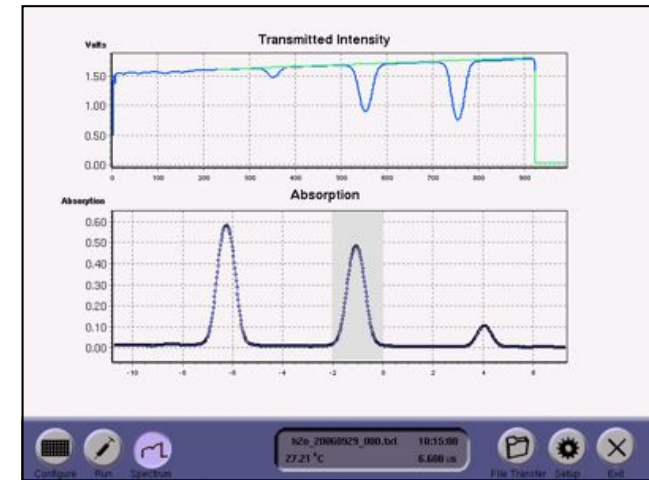 Transmitted Intensity
Volts
1.50
1.00
0.50
0.00
0 100 200 300 400 500 600 700 800 900
Absorption
Absorption
0.60
0.50
0.40
0.30
0.20
0.10
0.00
-10 -8 -6 -4 -2 0 2 4 6
h2o_20060929_000.txt 10:15:00
27.21 °C 6.600 us
Configure Run Spectrum File Transfer Setup Exit